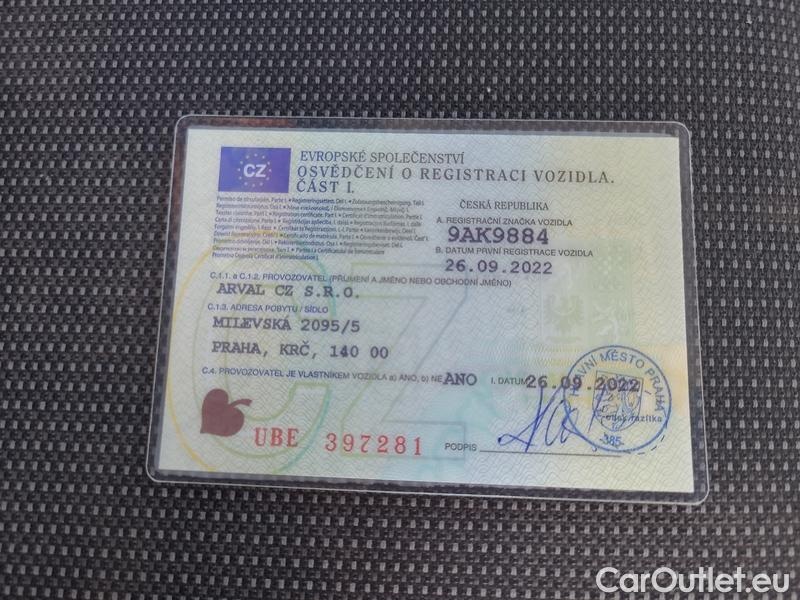 CZ
EVROPSKÉ SPOLEČENSTVÍ
OSVĚDČENÍ O REGISTRACI VOZIDLA.
ČÁST I.
ČESKÁ REPUBLIKA
A. REGISTRAČNÍ ZNAČKA VOZIDLA
9AK9884
B. DATUM PRVNÍ REGISTRACE VOZIDLA
26.09.2022
C.1.1. a C.1.2. PROVOZOVATEL (PŘÍJMENÍ A JMÉNO NEBO OBCHODNÍ JMÉNO)
ARVAL CZ S.R.O.
C.1.3. ADRESA POBYTU / SÍDLO
MILEVSKÁ 2095/5
PRAHA, KRČ, 140 00
C.4. PROVOZOVATEL JE VLASTNÍKEM VOZIDLA a) ANO, b) NE ANO
I. DATUM 26.09.2022
HLAVNÍ MĚSTO PRAHA
otisk razítka
-385-
UBE 397281
PODPIS
CarOutlet.eu